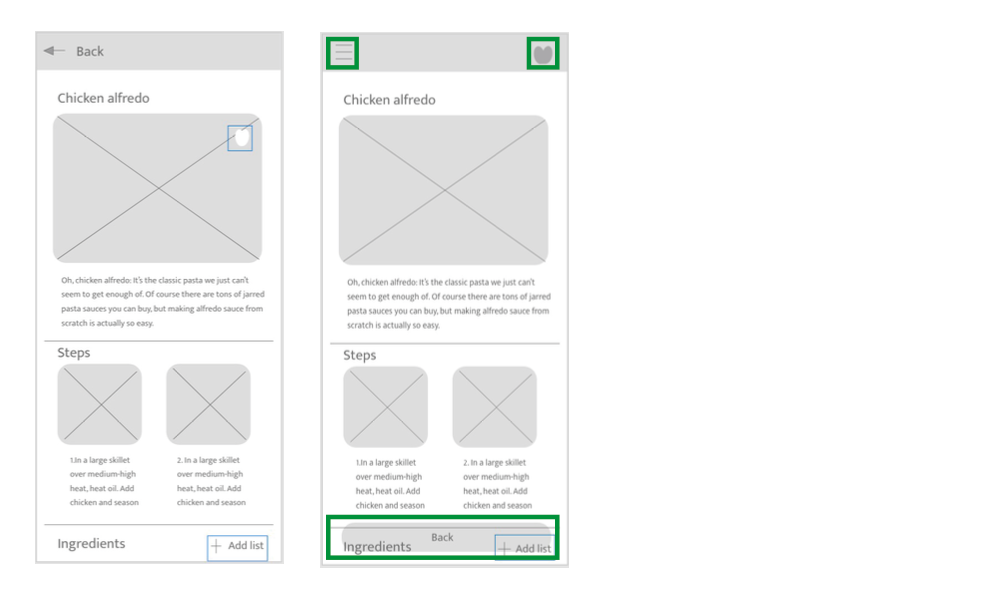 Back
Chicken alfredo
Oh, chicken alfredo: It's the classic pasta we just can't
seem to get enough of. Of course there are tons of jarred
pasta sauces you can buy, but making alfredo sauce from
scratch is actually so easy.
Steps
1.In a large skillet
over medium-high
heat, heat oil. Add
chicken and season
2. In a large skillet
over medium-high
heat, heat oil. Add
chicken and season
Ingredients
Add list
Chicken alfredo
Oh, chicken alfredo: It's the classic pasta we just can't
seem to get enough of. Of course there are tons of jarred
pasta sauces you can buy, but making alfredo sauce from
scratch is actually so easy.
Steps
1.In a large skillet
over medium-high
heat, heat oil. Add
chicken and season
2. In a large skillet
over medium-high
heat, heat oil. Add
chicken and season
Back
Ingredients
Add list